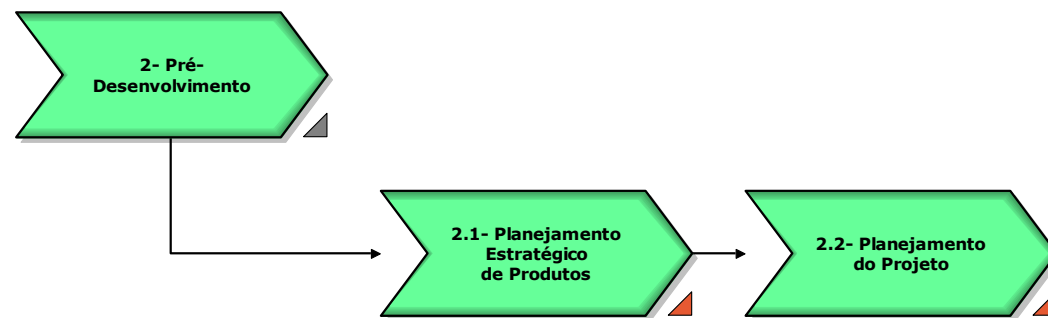 2- Pré-
Desenvolvimento
2.1- Planejamento
Estratégico
de Produtos
2.2- Planejamento
do Projeto